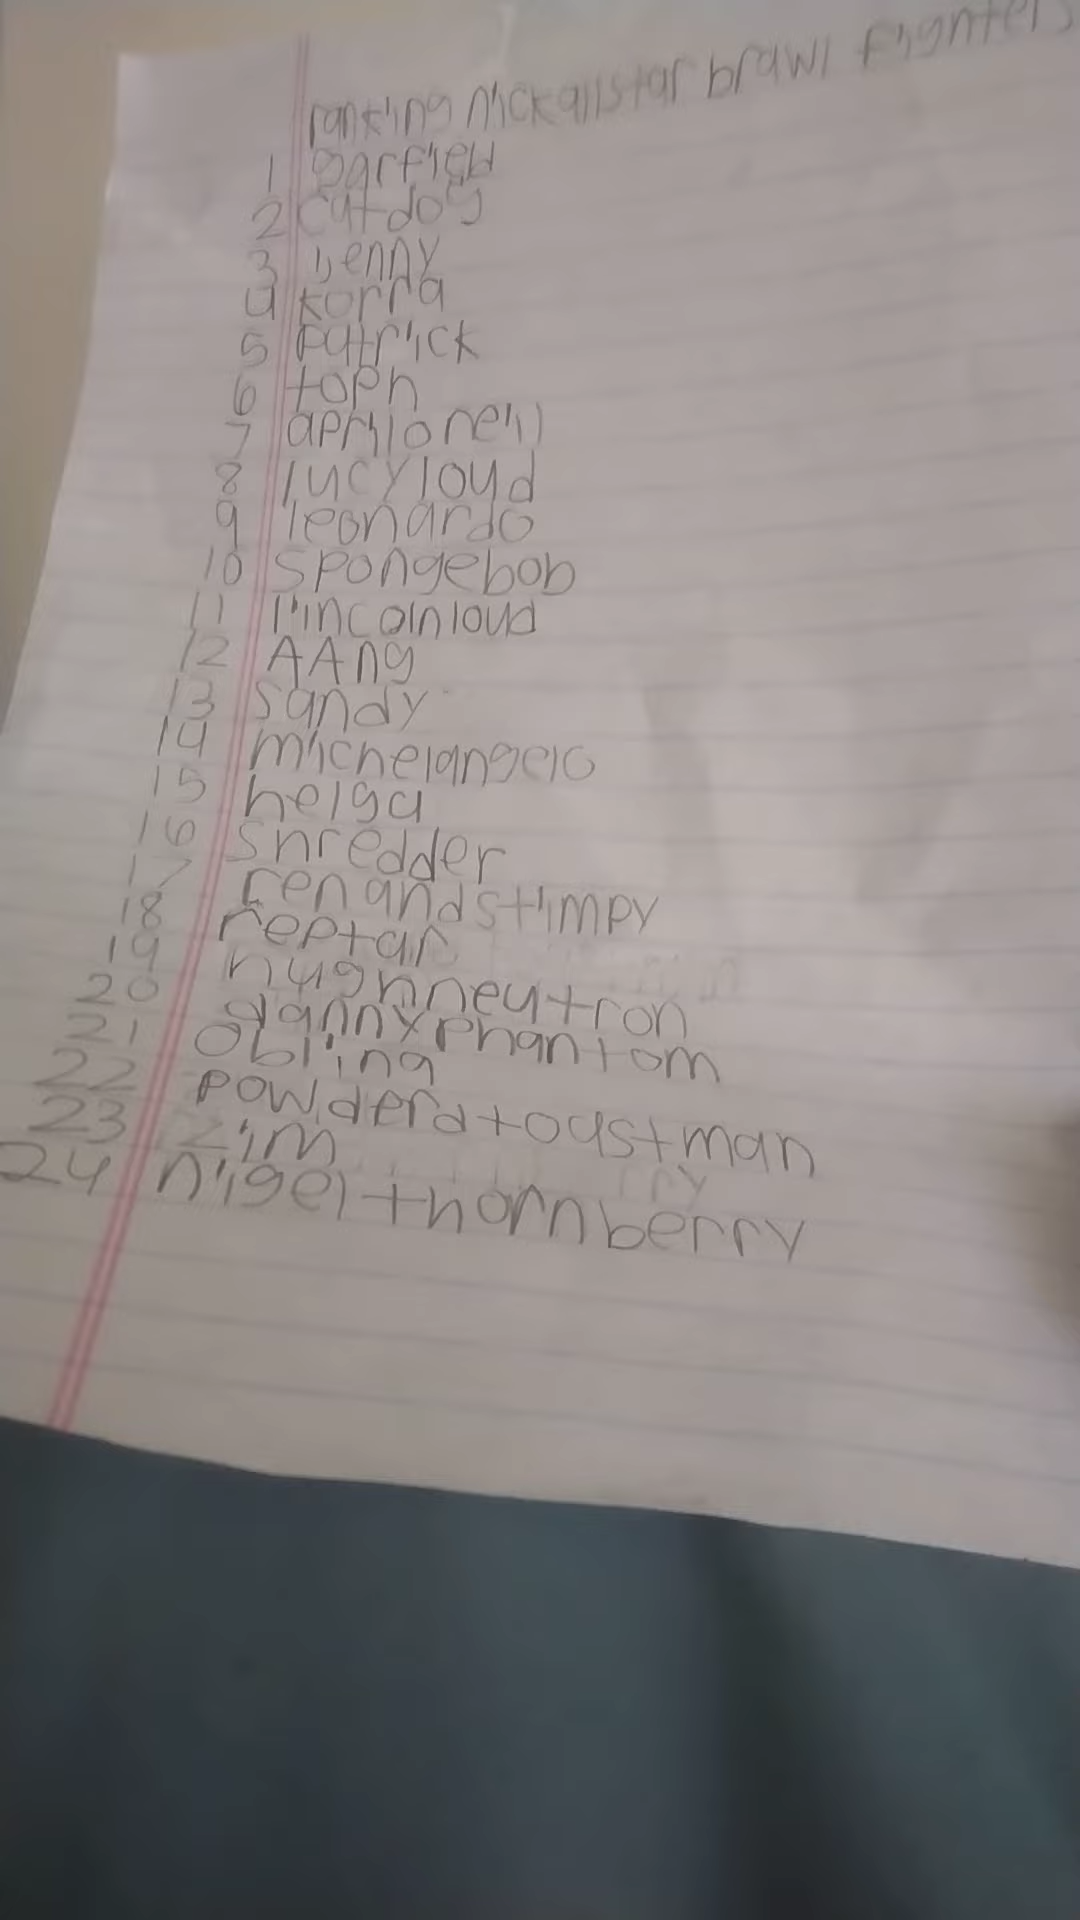 ranking nickallstar brawl fighters
1 garfield
2 catdog
3 jenny
4 korra
5 patrick
6 toph
7 apriloneil
8 lucyloud
9 leonardo
10 spongebob
11 lincolnloud
12 AAng
13 sandy
14 michelangelo
15 helga
16 shredder
17 renandstimpy
18 reptar
19 hughneutron
20 dannyphantom
21 oblina
22 powderdtoastman
23 zim
24 nigelthornberry